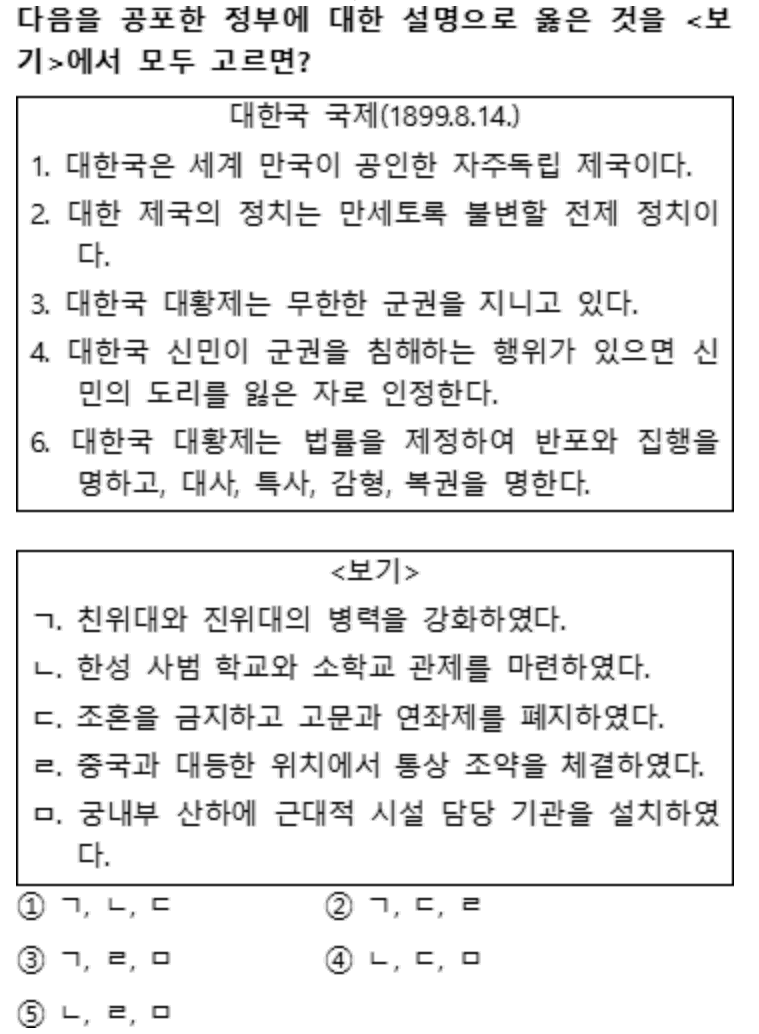 다음을 공포한 정부에 대한 설명으로 옳은 것을 <보
기>에서 모두 고르면?
대한국 국제(1899.8.14.)
1. 대한국은 세계 만국이 공인한 자주독립 제국이다.
2. 대한 제국의 정치는 만세토록 불변할 전제 정치이
다.
3. 대한국 대황제는 무한한 군권을 지니고 있다.
4. 대한국 신민이 군권을 침해하는 행위가 있으면 신
민의 도리를 잃은 자로 인정한다.
6. 대한국 대황제는 법률을 제정하여 반포와 집행을
명하고, 대사, 특사, 감형, 복권을 명한다.
<보기>
ㄱ. 친위대와 진위대의 병력을 강화하였다.
ㄴ. 한성 사범 학교와 소학교 관제를 마련하였다.
ㄷ. 조혼을 금지하고 고문과 연좌제를 폐지하였다.
ㄹ. 중국과 대등한 위치에서 통상 조약을 체결하였다.
ㅁ. 궁내부 산하에 근대적 시설 담당 기관을 설치하였
다.
① ㄱ, ㄴ, ㄷ ② ㄱ, ㄷ, ㄹ
③ ㄱ, ㄹ, ㅁ ④ ㄴ, ㄷ, ㅁ
⑤ ㄴ, ㄹ, ㅁ